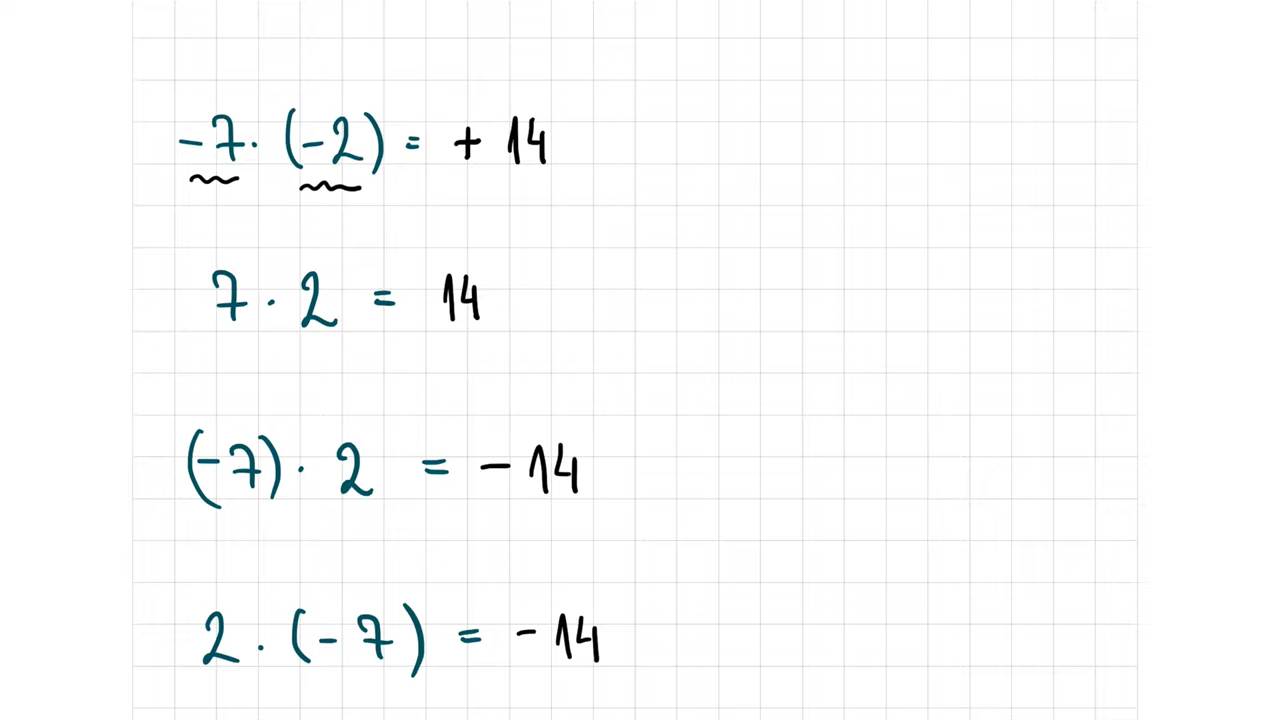 -7 · (-2) = + 14
7 · 2 = 14
(-7) · 2 = - 14
2 · (-7) = - 14